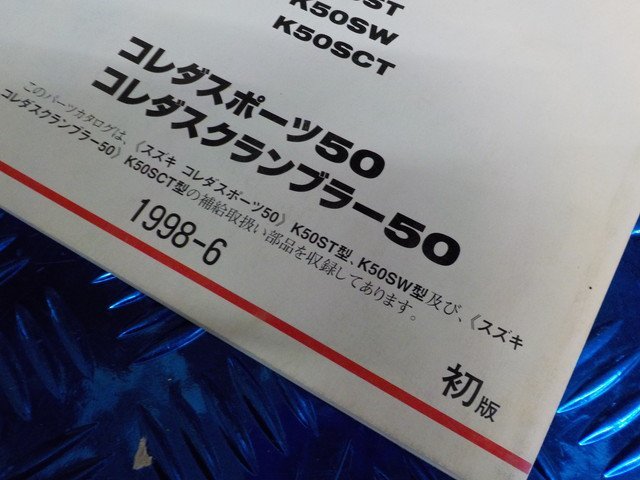 K50ST
K50SW
K50SCT
コレダスポーツ50
コレダスクランブラー50
このパーツカタログは、《スズキ コレダスポーツ50》K50ST型、K50SW型及び、《スズキ
コレダスクランブラー50》K50SCT型の補給取扱い部品を収録してあります。
1998-6
初版